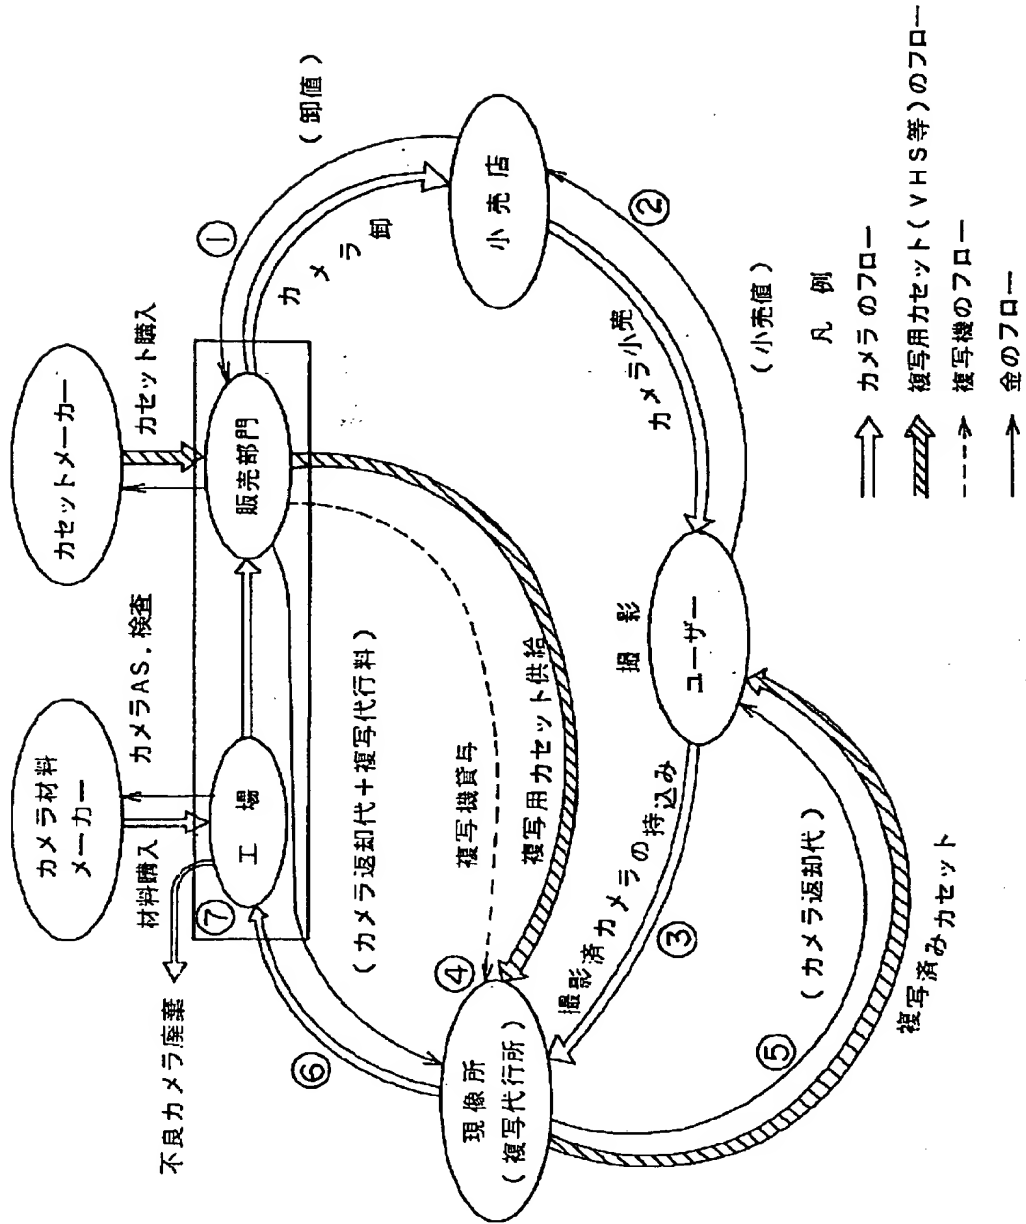 カメラ材料
メーカー
カセットメーカー
材料購入
カメラAS,検査
カセット購入
不良カメラ廃棄
⑦
工場
販売部門
①
(卸値)
カメラ卸
⑥
(カメラ返却代+複写代行料)
複写機貸与
複写用カセット供給
④
現像所
(複写代行所)
小売店
②
カメラ小売
(小売値)
撮影
ユーザー
撮影済カメラの持込み
③
(カメラ返却代)
⑤
複写済みカセット
凡例
カメラのフロー
複写用カセット(VHS等)のフロー
複写機のフロー
金のフロー